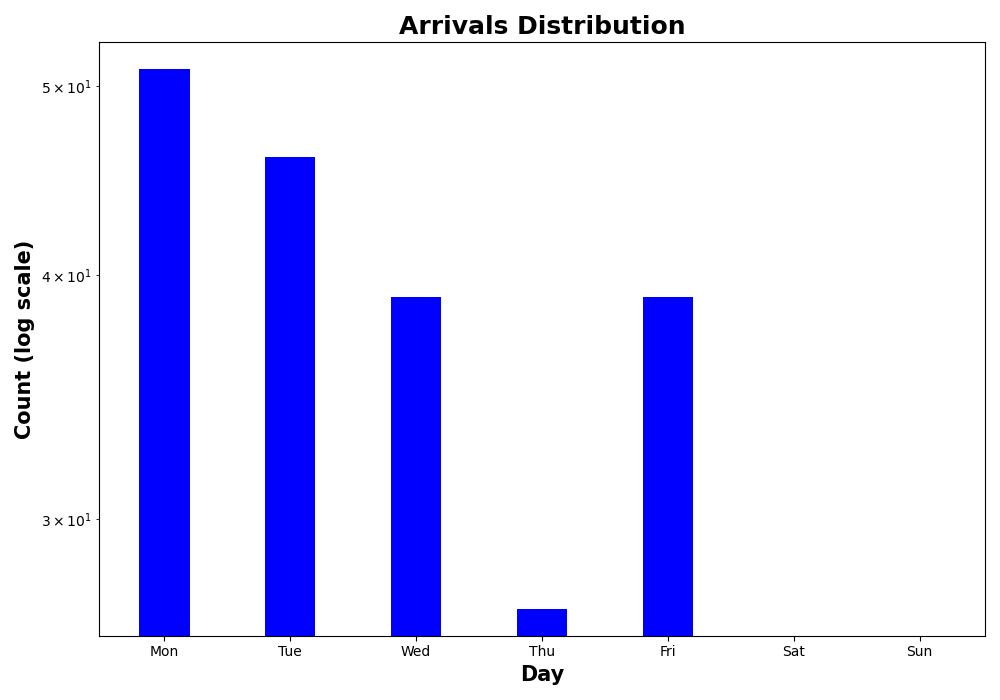 Arrivals Distribution
Count (log scale)
5 × 10¹
4 × 10¹
3 × 10¹
Mon Tue Wed Thu Fri Sat Sun
Day